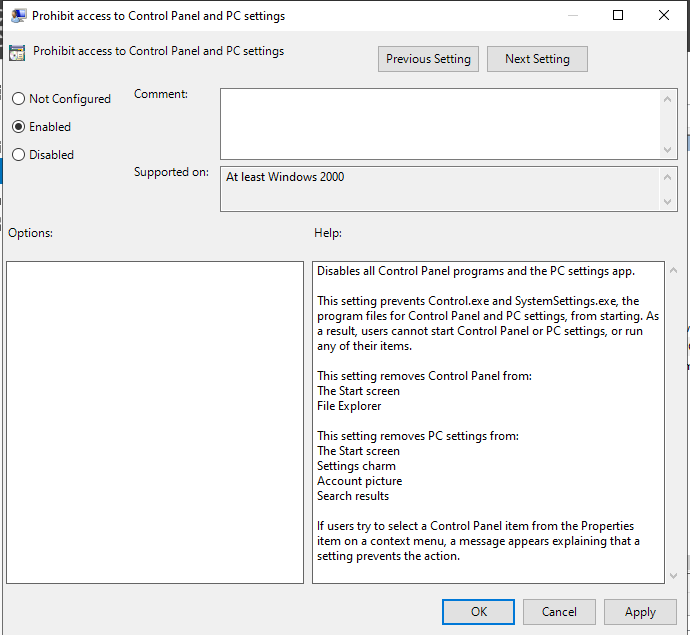 Prohibit access to Control Panel and PC settings
Prohibit access to Control Panel and PC settings
Previous Setting
Next Setting
Not Configured
Enabled
Disabled
Comment:
Supported on:
At least Windows 2000
Options:
Help:
Disables all Control Panel programs and the PC settings app.
This setting prevents Control.exe and SystemSettings.exe, the
program files for Control Panel and PC settings, from starting. As
a result, users cannot start Control Panel or PC settings, or run
any of their items.
This setting removes Control Panel from:
The Start screen
File Explorer
This setting removes PC settings from:
The Start screen
Settings charm
Account picture
Search results
If users try to select a Control Panel item from the Properties
item on a context menu, a message appears explaining that a
setting prevents the action.
OK
Cancel
Apply